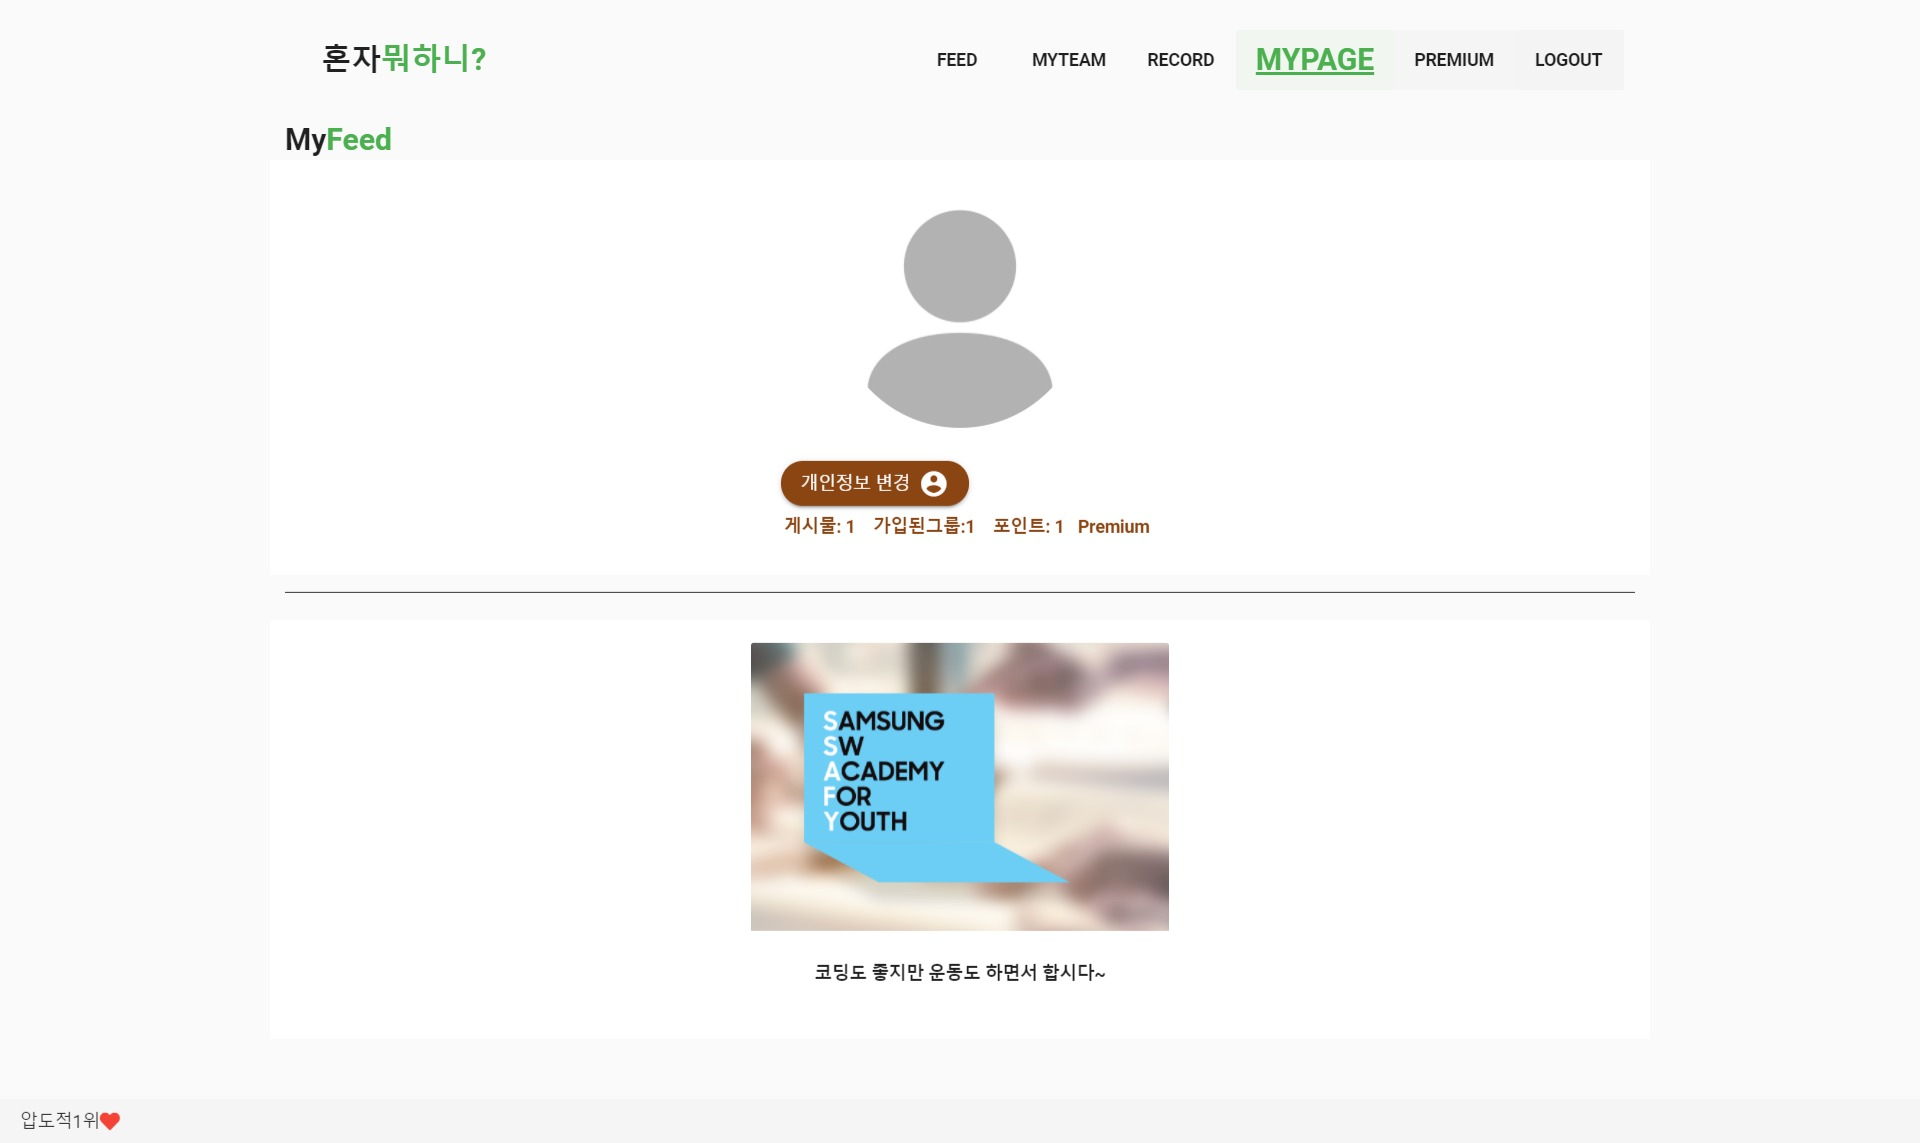 혼자뭐하니?
FEED MYTEAM RECORD MYPAGE PREMIUM LOGOUT
MyFeed
개인정보 변경
게시물: 1 가입된그룹:1 포인트: 1 Premium
SAMSUNG
SW
ACADEMY
FOR
YOUTH
코딩도 좋지만 운동도 하면서 합시다~
압도적1위